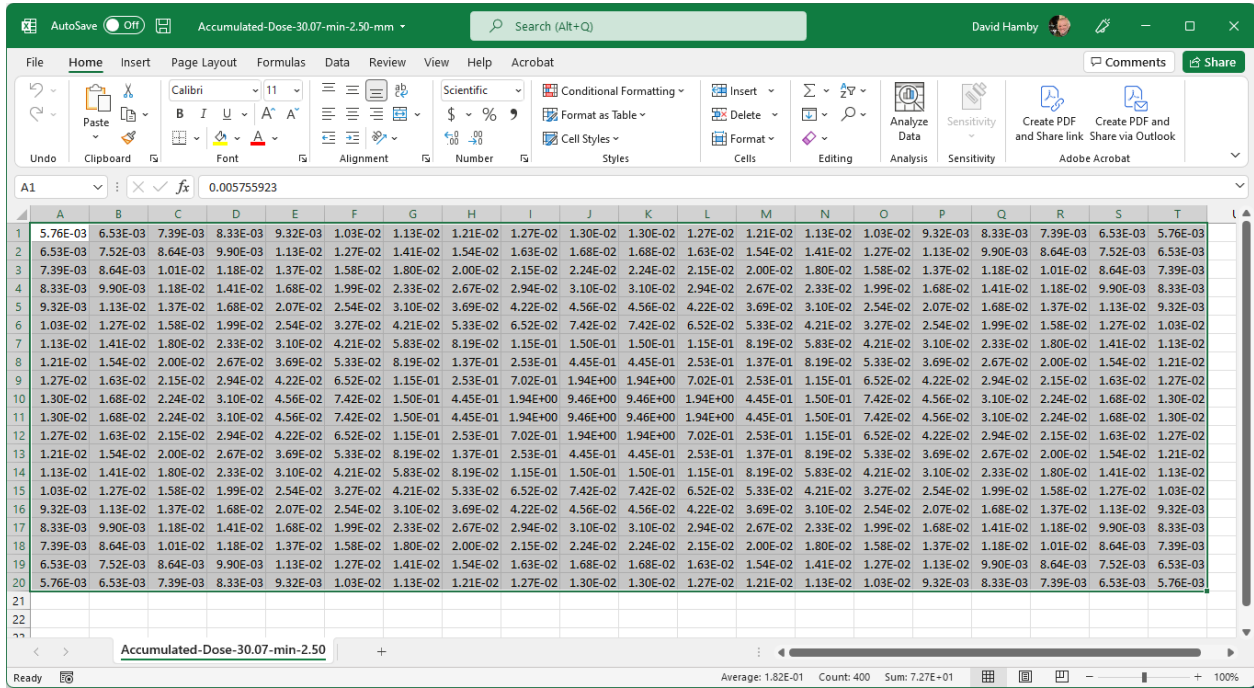 AutoSave Off Accumulated-Dose-30.07-min-2.50-mm Search (Alt+Q) David Hamby
File Home Insert Page Layout Formulas Data Review View Help Acrobat Comments Share
Paste Calibri 11 Scientific Conditional Formatting Insert Analyze Data Sensitivity Create PDF and Share link Create PDF and Share via Outlook
B I U $ % Format as Table Delete
Cell Styles Format
Undo Clipboard Font Alignment Number Styles Cells Editing Analysis Sensitivity Adobe Acrobat
A1 fx 0.005755923
A B C D E F G H I J K L M N O P Q R S T
1 5.76E-03 6.53E-03 7.39E-03 8.33E-03 9.32E-03 1.03E-02 1.13E-02 1.21E-02 1.27E-02 1.30E-02 1.30E-02 1.27E-02 1.21E-02 1.13E-02 1.03E-02 9.32E-03 8.33E-03 7.39E-03 6.53E-03 5.76E-03
2 6.53E-03 7.52E-03 8.64E-03 9.90E-03 1.13E-02 1.27E-02 1.41E-02 1.54E-02 1.63E-02 1.68E-02 1.68E-02 1.63E-02 1.54E-02 1.41E-02 1.27E-02 1.13E-02 9.90E-03 8.64E-03 7.52E-03 6.53E-03
3 7.39E-03 8.64E-03 1.01E-02 1.18E-02 1.37E-02 1.58E-02 1.80E-02 2.00E-02 2.15E-02 2.24E-02 2.24E-02 2.15E-02 2.00E-02 1.80E-02 1.58E-02 1.37E-02 1.18E-02 1.01E-02 8.64E-03 7.39E-03
4 8.33E-03 9.90E-03 1.18E-02 1.41E-02 1.68E-02 1.99E-02 2.33E-02 2.67E-02 2.94E-02 3.10E-02 3.10E-02 2.94E-02 2.67E-02 2.33E-02 1.99E-02 1.68E-02 1.41E-02 1.18E-02 9.90E-03 8.33E-03
5 9.32E-03 1.13E-02 1.37E-02 1.68E-02 2.07E-02 2.54E-02 3.10E-02 3.69E-02 4.22E-02 4.56E-02 4.56E-02 4.22E-02 3.69E-02 3.10E-02 2.54E-02 2.07E-02 1.68E-02 1.37E-02 1.13E-02 9.32E-03
6 1.03E-02 1.27E-02 1.58E-02 1.99E-02 2.54E-02 3.27E-02 4.21E-02 5.33E-02 6.52E-02 7.42E-02 7.42E-02 6.52E-02 5.33E-02 4.21E-02 3.27E-02 2.54E-02 1.99E-02 1.58E-02 1.27E-02 1.03E-02
7 1.13E-02 1.41E-02 1.80E-02 2.33E-02 3.10E-02 4.21E-02 5.83E-02 8.19E-02 1.15E-01 1.50E-01 1.50E-01 1.15E-01 8.19E-02 5.83E-02 4.21E-02 3.10E-02 2.33E-02 1.80E-02 1.41E-02 1.13E-02
8 1.21E-02 1.54E-02 2.00E-02 2.67E-02 3.69E-02 5.33E-02 8.19E-02 1.37E-01 2.53E-01 4.45E-01 4.45E-01 2.53E-01 1.37E-01 8.19E-02 5.33E-02 3.69E-02 2.67E-02 2.00E-02 1.54E-02 1.21E-02
9 1.27E-02 1.63E-02 2.15E-02 2.94E-02 4.22E-02 6.52E-02 1.15E-01 2.53E-01 7.02E-01 1.94E+00 1.94E+00 7.02E-01 2.53E-01 1.15E-01 6.52E-02 4.22E-02 2.94E-02 2.15E-02 1.63E-02 1.27E-02
10 1.30E-02 1.68E-02 2.24E-02 3.10E-02 4.56E-02 7.42E-02 1.50E-01 4.45E-01 1.94E+00 9.46E+00 9.46E+00 1.94E+00 4.45E-01 1.50E-01 7.42E-02 4.56E-02 3.10E-02 2.24E-02 1.68E-02 1.30E-02
11 1.30E-02 1.68E-02 2.24E-02 3.10E-02 4.56E-02 7.42E-02 1.50E-01 4.45E-01 1.94E+00 9.46E+00 9.46E+00 1.94E+00 4.45E-01 1.50E-01 7.42E-02 4.56E-02 3.10E-02 2.24E-02 1.68E-02 1.30E-02
12 1.27E-02 1.63E-02 2.15E-02 2.94E-02 4.22E-02 6.52E-02 1.15E-01 2.53E-01 7.02E-01 1.94E+00 1.94E+00 7.02E-01 2.53E-01 1.15E-01 6.52E-02 4.22E-02 2.94E-02 2.15E-02 1.63E-02 1.27E-02
13 1.21E-02 1.54E-02 2.00E-02 2.67E-02 3.69E-02 5.33E-02 8.19E-02 1.37E-01 2.53E-01 4.45E-01 4.45E-01 2.53E-01 1.37E-01 8.19E-02 5.33E-02 3.69E-02 2.67E-02 2.00E-02 1.54E-02 1.21E-02
14 1.13E-02 1.41E-02 1.80E-02 2.33E-02 3.10E-02 4.21E-02 5.83E-02 8.19E-02 1.15E-01 1.50E-01 1.50E-01 1.15E-01 8.19E-02 5.83E-02 4.21E-02 3.10E-02 2.33E-02 1.80E-02 1.41E-02 1.13E-02
15 1.03E-02 1.27E-02 1.58E-02 1.99E-02 2.54E-02 3.27E-02 4.21E-02 5.33E-02 6.52E-02 7.42E-02 7.42E-02 6.52E-02 5.33E-02 4.21E-02 3.27E-02 2.54E-02 1.99E-02 1.58E-02 1.27E-02 1.03E-02
16 9.32E-03 1.13E-02 1.37E-02 1.68E-02 2.07E-02 2.54E-02 3.10E-02 3.69E-02 4.22E-02 4.56E-02 4.56E-02 4.22E-02 3.69E-02 3.10E-02 2.54E-02 2.07E-02 1.68E-02 1.37E-02 1.13E-02 9.32E-03
17 8.33E-03 9.90E-03 1.18E-02 1.41E-02 1.68E-02 1.99E-02 2.33E-02 2.67E-02 2.94E-02 3.10E-02 3.10E-02 2.94E-02 2.67E-02 2.33E-02 1.99E-02 1.68E-02 1.41E-02 1.18E-02 9.90E-03 8.33E-03
18 7.39E-03 8.64E-03 1.01E-02 1.18E-02 1.37E-02 1.58E-02 1.80E-02 2.00E-02 2.15E-02 2.24E-02 2.24E-02 2.15E-02 2.00E-02 1.80E-02 1.58E-02 1.37E-02 1.18E-02 1.01E-02 8.64E-03 7.39E-03
19 6.53E-03 7.52E-03 8.64E-03 9.90E-03 1.13E-02 1.27E-02 1.41E-02 1.54E-02 1.63E-02 1.68E-02 1.68E-02 1.63E-02 1.54E-02 1.41E-02 1.27E-02 1.13E-02 9.90E-03 8.64E-03 7.52E-03 6.53E-03
20 5.76E-03 6.53E-03 7.39E-03 8.33E-03 9.32E-03 1.03E-02 1.13E-02 1.21E-02 1.27E-02 1.30E-02 1.30E-02 1.27E-02 1.21E-02 1.13E-02 1.03E-02 9.32E-03 8.33E-03 7.39E-03 6.53E-03 5.76E-03
21
22
Accumulated-Dose-30.07-min-2.50
Ready Average: 1.82E-01 Count: 400 Sum: 7.27E+01 100%